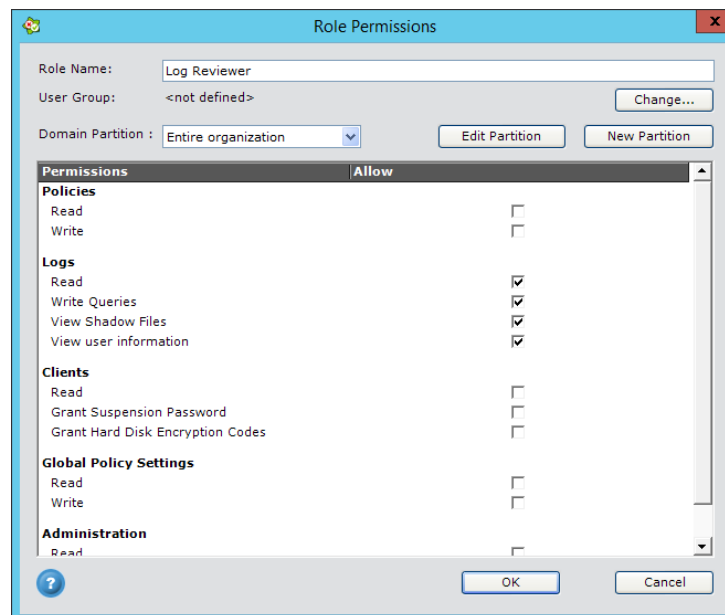 Role Permissions
x
Role Name: Log Reviewer
User Group: <not defined> Change...
Domain Partition : Entire organization Edit Partition New Partition
Permissions Allow
Policies
Read
Write
Logs
Read
Write Queries
View Shadow Files
View user information
Clients
Read
Grant Suspension Password
Grant Hard Disk Encryption Codes
Global Policy Settings
Read
Write
Administration
Read
? OK Cancel